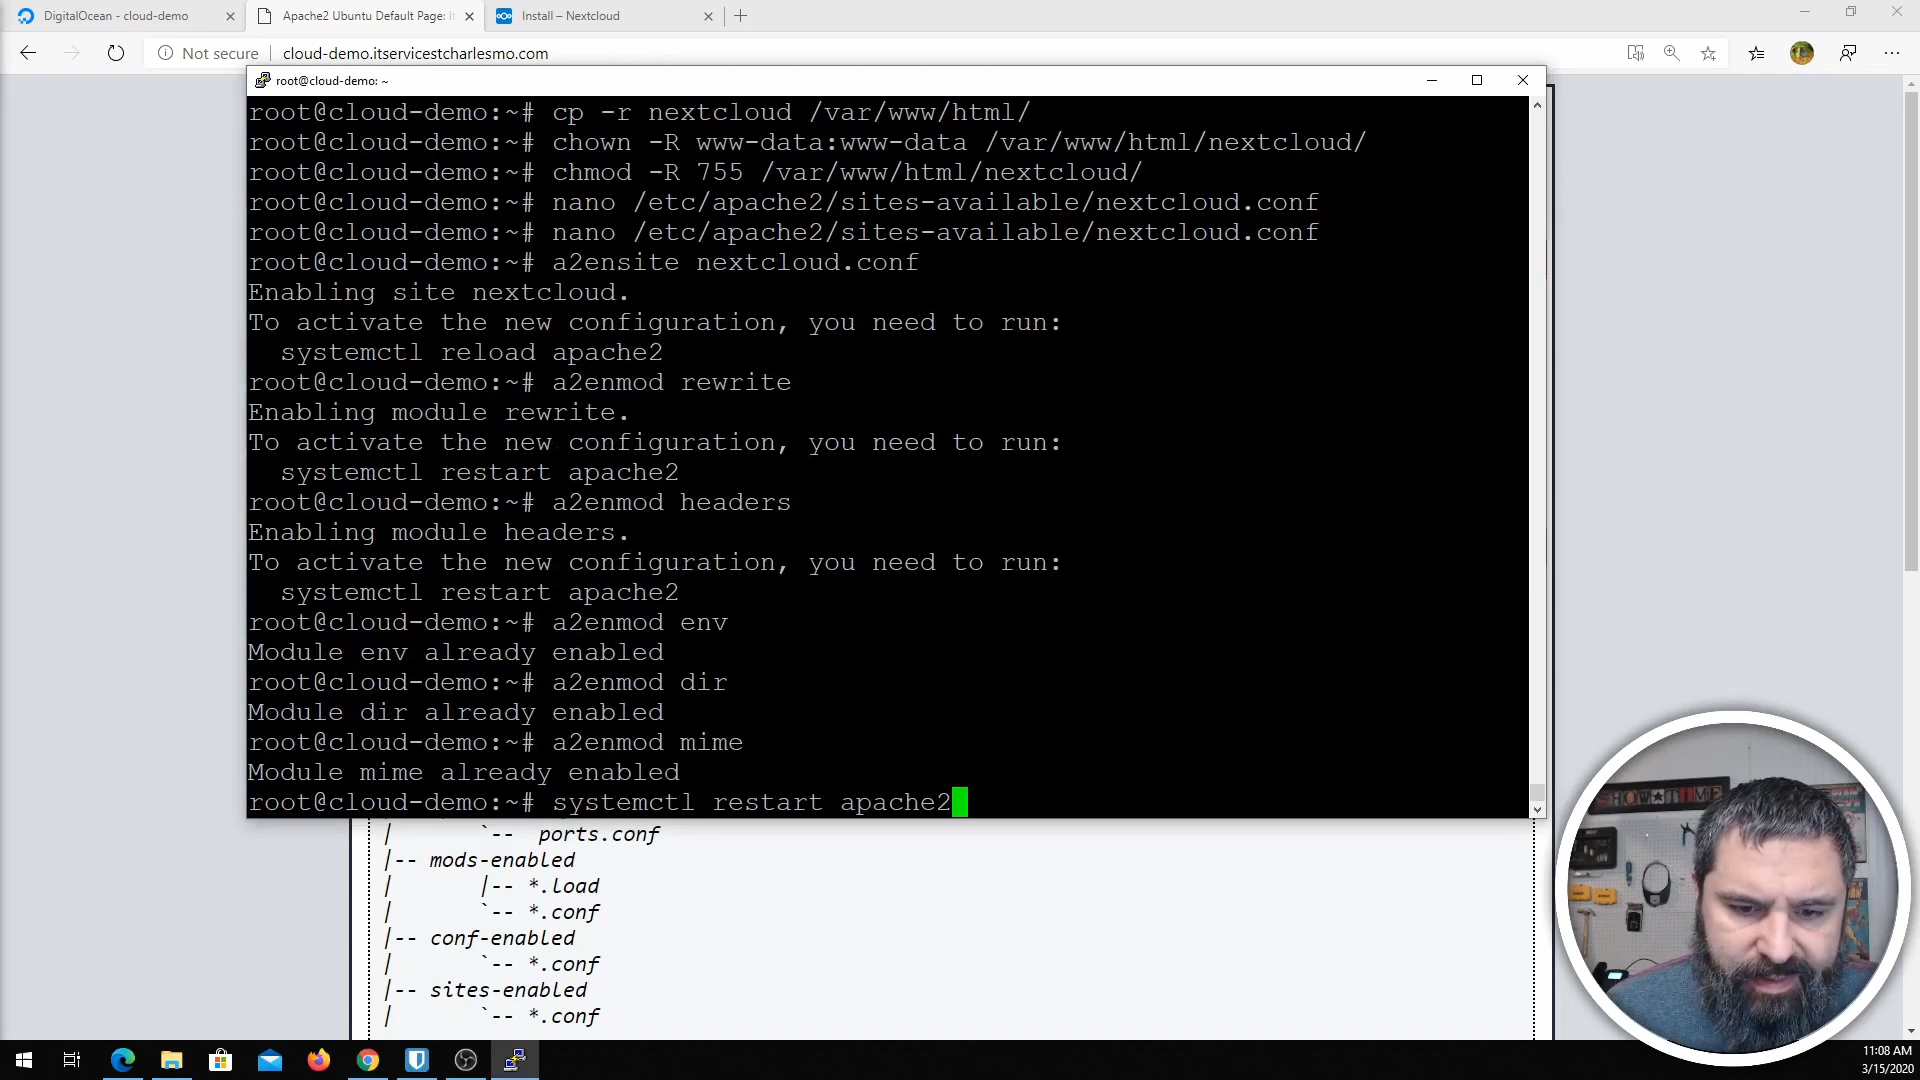 DigitalOcean - cloud-demo
Apache2 Ubuntu Default Page: It
Install – Nextcloud
Not secure
cloud-demo.itservicestcharlesmo.com
root@cloud-demo: ~
root@cloud-demo:~# cp -r nextcloud /var/www/html/
root@cloud-demo:~# chown -R www-data:www-data /var/www/html/nextcloud/
root@cloud-demo:~# chmod -R 755 /var/www/html/nextcloud/
root@cloud-demo:~# nano /etc/apache2/sites-available/nextcloud.conf
root@cloud-demo:~# nano /etc/apache2/sites-available/nextcloud.conf
root@cloud-demo:~# a2ensite nextcloud.conf
Enabling site nextcloud.
To activate the new configuration, you need to run:
systemctl reload apache2
root@cloud-demo:~# a2enmod rewrite
Enabling module rewrite.
To activate the new configuration, you need to run:
systemctl restart apache2
root@cloud-demo:~# a2enmod headers
Enabling module headers.
To activate the new configuration, you need to run:
systemctl restart apache2
root@cloud-demo:~# a2enmod env
Module env already enabled
root@cloud-demo:~# a2enmod dir
Module dir already enabled
root@cloud-demo:~# a2enmod mime
Module mime already enabled
root@cloud-demo:~# systemctl restart apache2
| `-- ports.conf
|-- mods-enabled
| |-- *.load
| `-- *.conf
|-- conf-enabled
| `-- *.conf
|-- sites-enabled
| `-- *.conf
SHOW★TIME
11:08 AM
3/15/2020